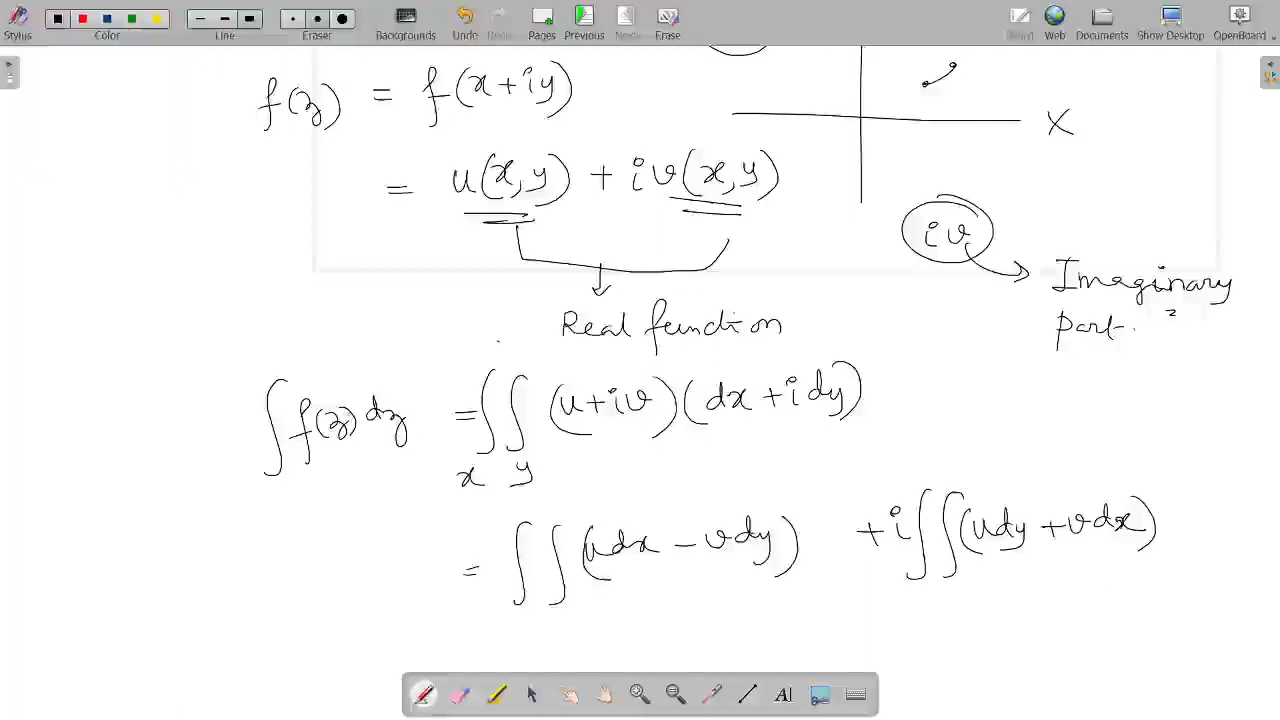 Stylus Color Line Eraser Backgrounds Undo Redo Pages Previous Next Erase Board Web Documents Show Desktop OpenBoard
f(z) = f(x+iy)
X
= u(x,y) + iv(x,y)
iv
Imaginary
part.
Real function
∫f(z)dz = ∫∫(u+iv)(dx+idy)
x y
= ∫∫(udx - vdy) + i∫∫(udy + vdx)